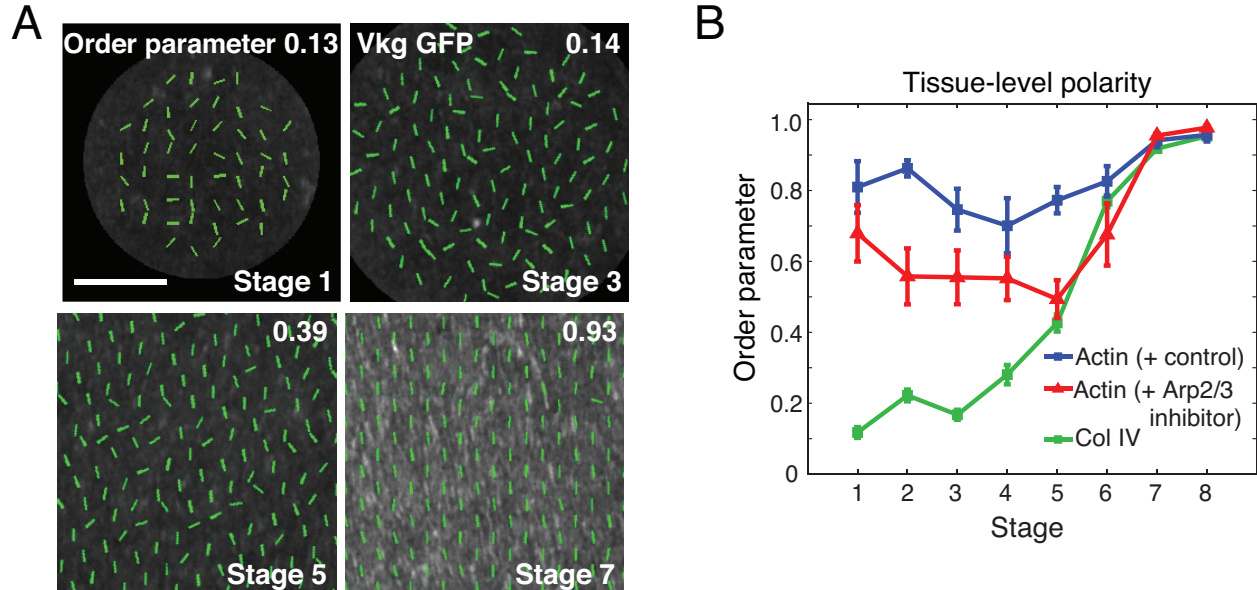 A
Order parameter 0.13
Stage 1
Vkg GFP 0.14
Stage 3
0.39
Stage 5
0.93
Stage 7
B
Tissue-level polarity
Order parameter
1.0
0.8
0.6
0.4
0.2
0
Actin (+ control)
Actin (+ Arp2/3
inhibitor)
Col IV
1 2 3 4 5 6 7 8
Stage